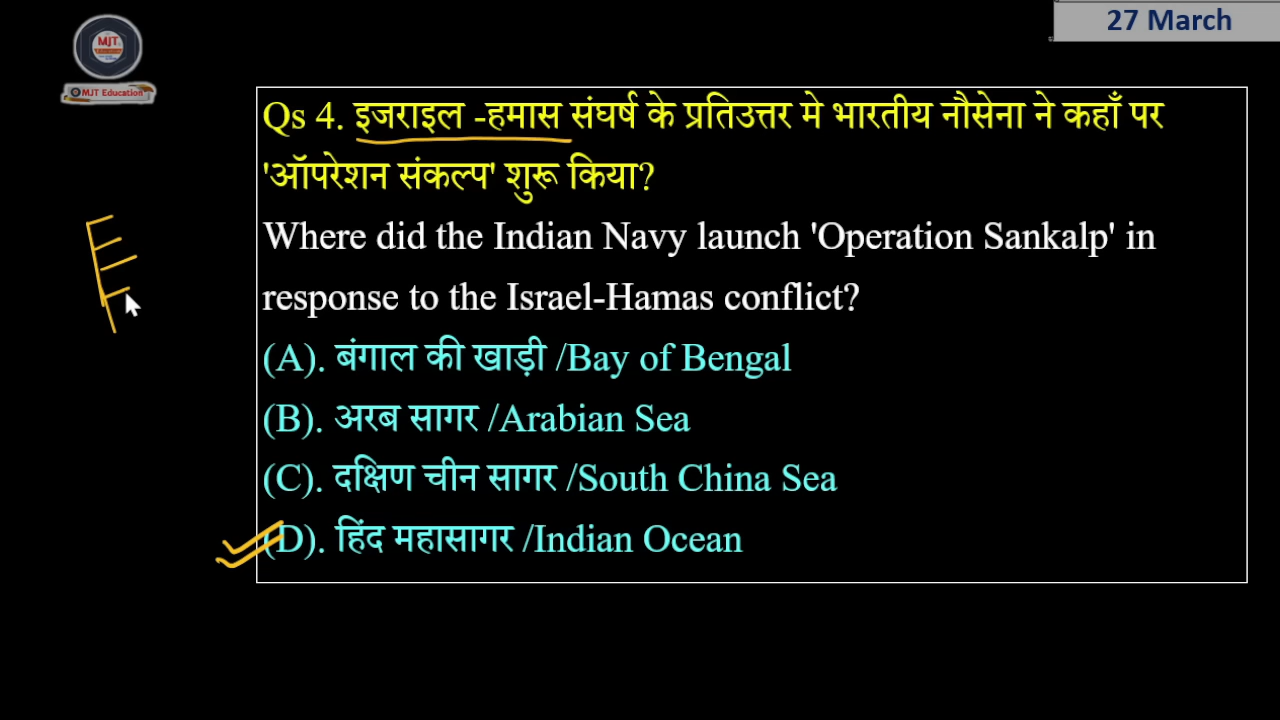 27 March
MJT
MJT Education
Qs 4. इजराइल -हमास संघर्ष के प्रतिउत्तर मे भारतीय नौसेना ने कहाँ पर
'ऑपरेशन संकल्प' शुरू किया?
Where did the Indian Navy launch 'Operation Sankalp' in
response to the Israel-Hamas conflict?
(A). बंगाल की खाड़ी /Bay of Bengal
(B). अरब सागर /Arabian Sea
(C). दक्षिण चीन सागर /South China Sea
(D). हिंद महासागर /Indian Ocean